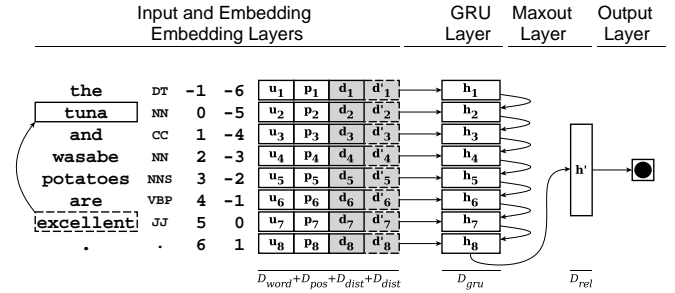 Input and Embedding GRU Maxout Output
Embedding Layers Layer Layer Layer
the DT -1 -6 u1 p1 d1 d'1 h1
tuna NN 0 -5 u2 p2 d2 d'2 h2
and CC 1 -4 u3 p3 d3 d'3 h3
wasabe NN 2 -3 u4 p4 d4 d'4 h4
potatoes NNS 3 -2 u5 p5 d5 d'5 h5 h'
are VBP 4 -1 u6 p6 d6 d'6 h6
excellent JJ 5 0 u7 p7 d7 d'7 h7
. . 6 1 u8 p8 d8 d'8 h8
Dword+Dpos+Ddist+Ddist Dgru Drel